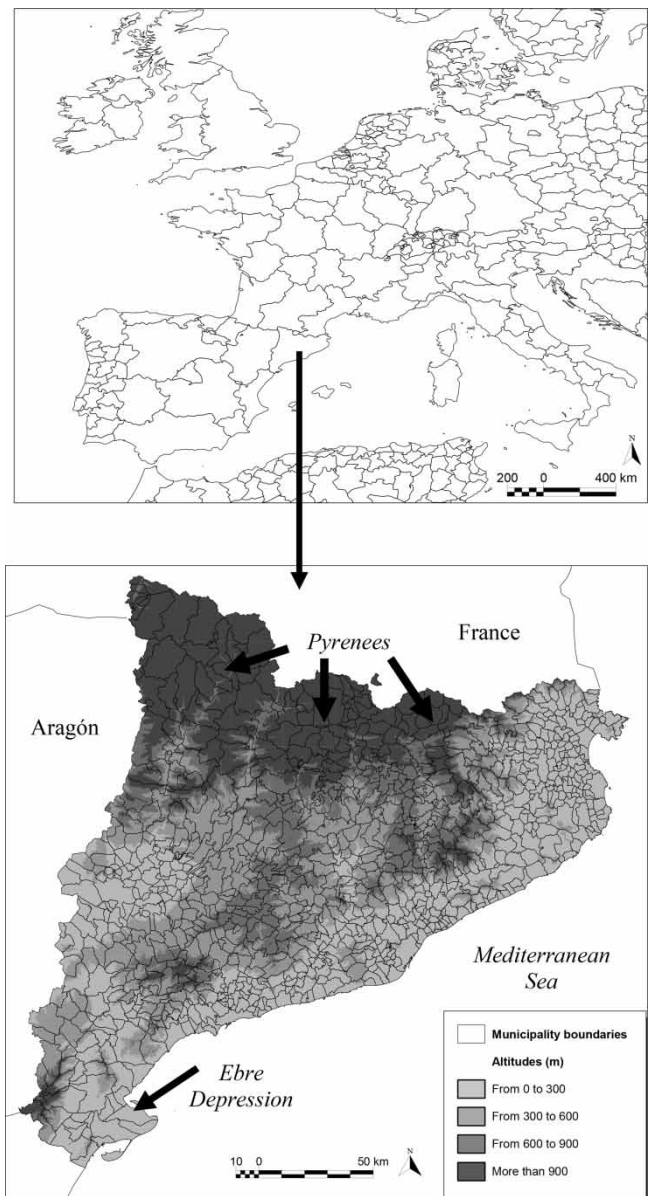 N
200 0 400 km
Pyrenees
France
Aragón
Mediterranean
Sea
Ebre
Depression
Municipality boundaries
Altitudes (m)
From 0 to 300
From 300 to 600
From 600 to 900
More than 900
N
10 0 50 km